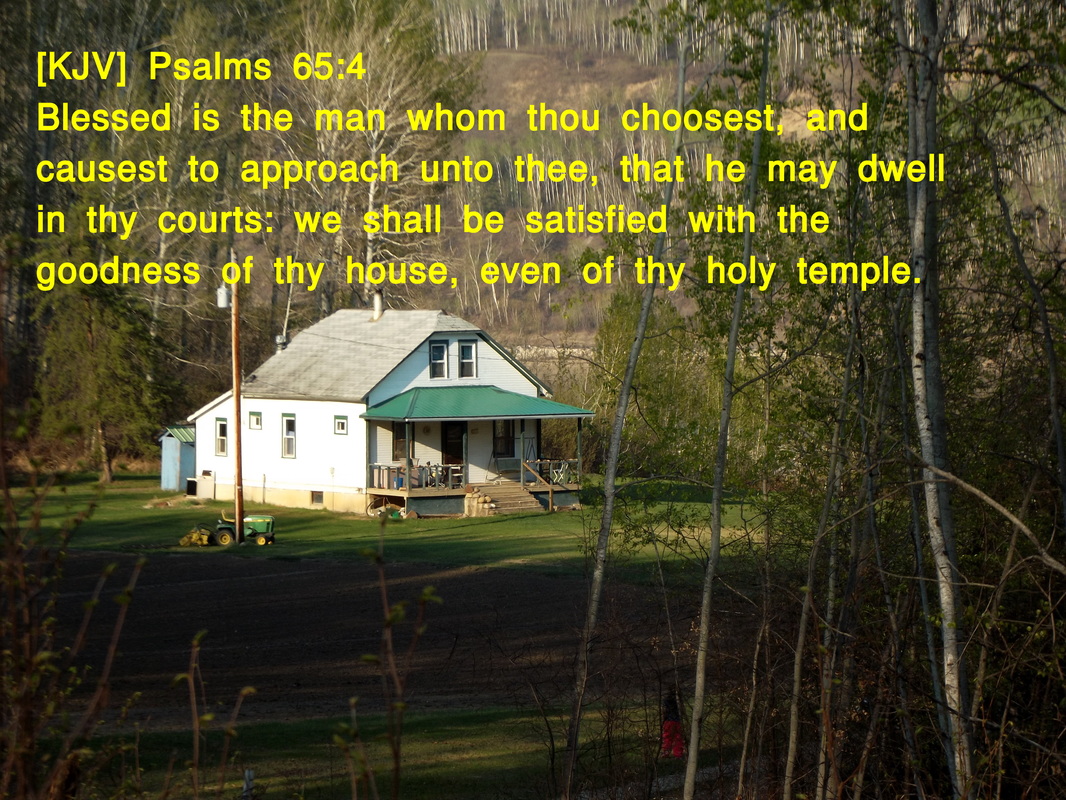 [KJV] Psalms 65:4
Blessed is the man whom thou choosest, and
causest to approach unto thee, that he may dwell
in thy courts: we shall be satisfied with the
goodness of thy house, even of thy holy temple.